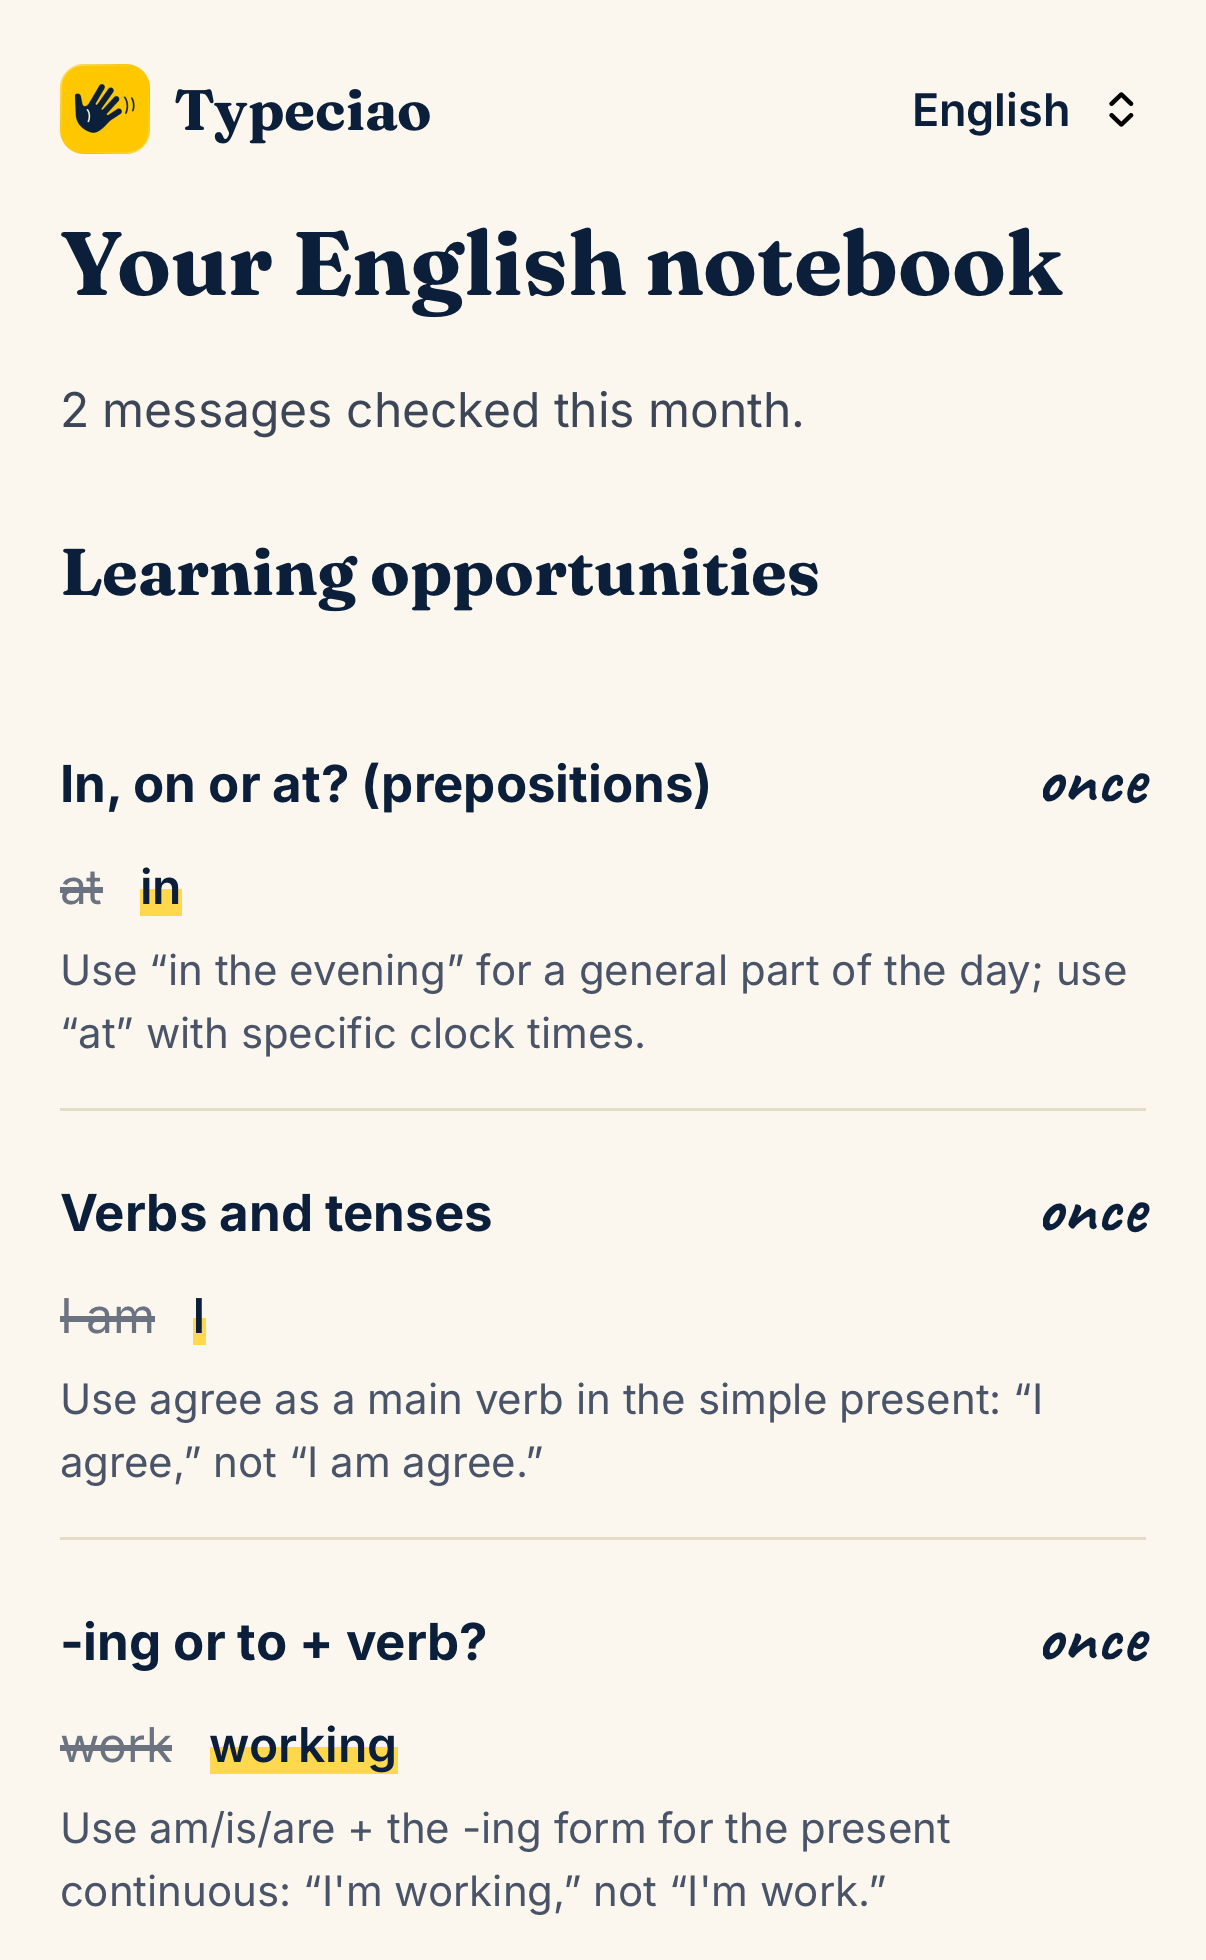 Typeciao
English
Your English notebook
2 messages checked this month.
Learning opportunities
In, on or at? (prepositions) once
at in
Use “in the evening” for a general part of the day; use
“at” with specific clock times.
Verbs and tenses once
I am I
Use agree as a main verb in the simple present: “I
agree,” not “I am agree.”
-ing or to + verb? once
work working
Use am/is/are + the -ing form for the present
continuous: “I'm working,” not “I'm work.”